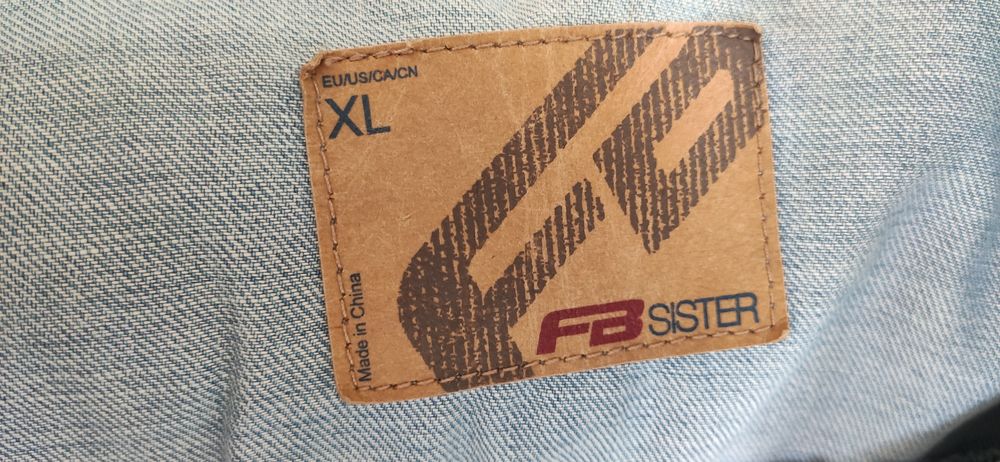 EU/US/CA/CN
XL
Made in China
FB SISTER